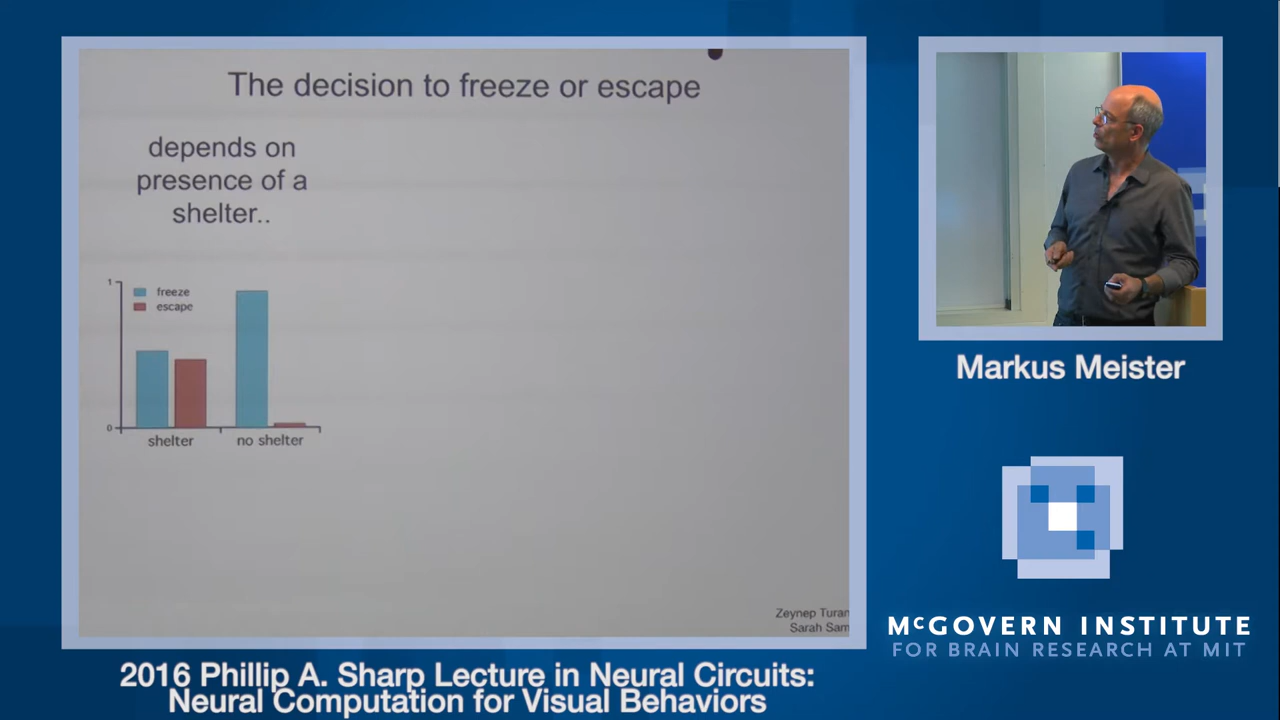 The decision to freeze or escape
depends on
presence of a
shelter..
1
freeze
escape
0
shelter
no shelter
Zeynep Turan
Sarah Sam
Markus Meister
McGOVERN INSTITUTE
FOR BRAIN RESEARCH AT MIT
2016 Phillip A. Sharp Lecture in Neural Circuits:
Neural Computation for Visual Behaviors